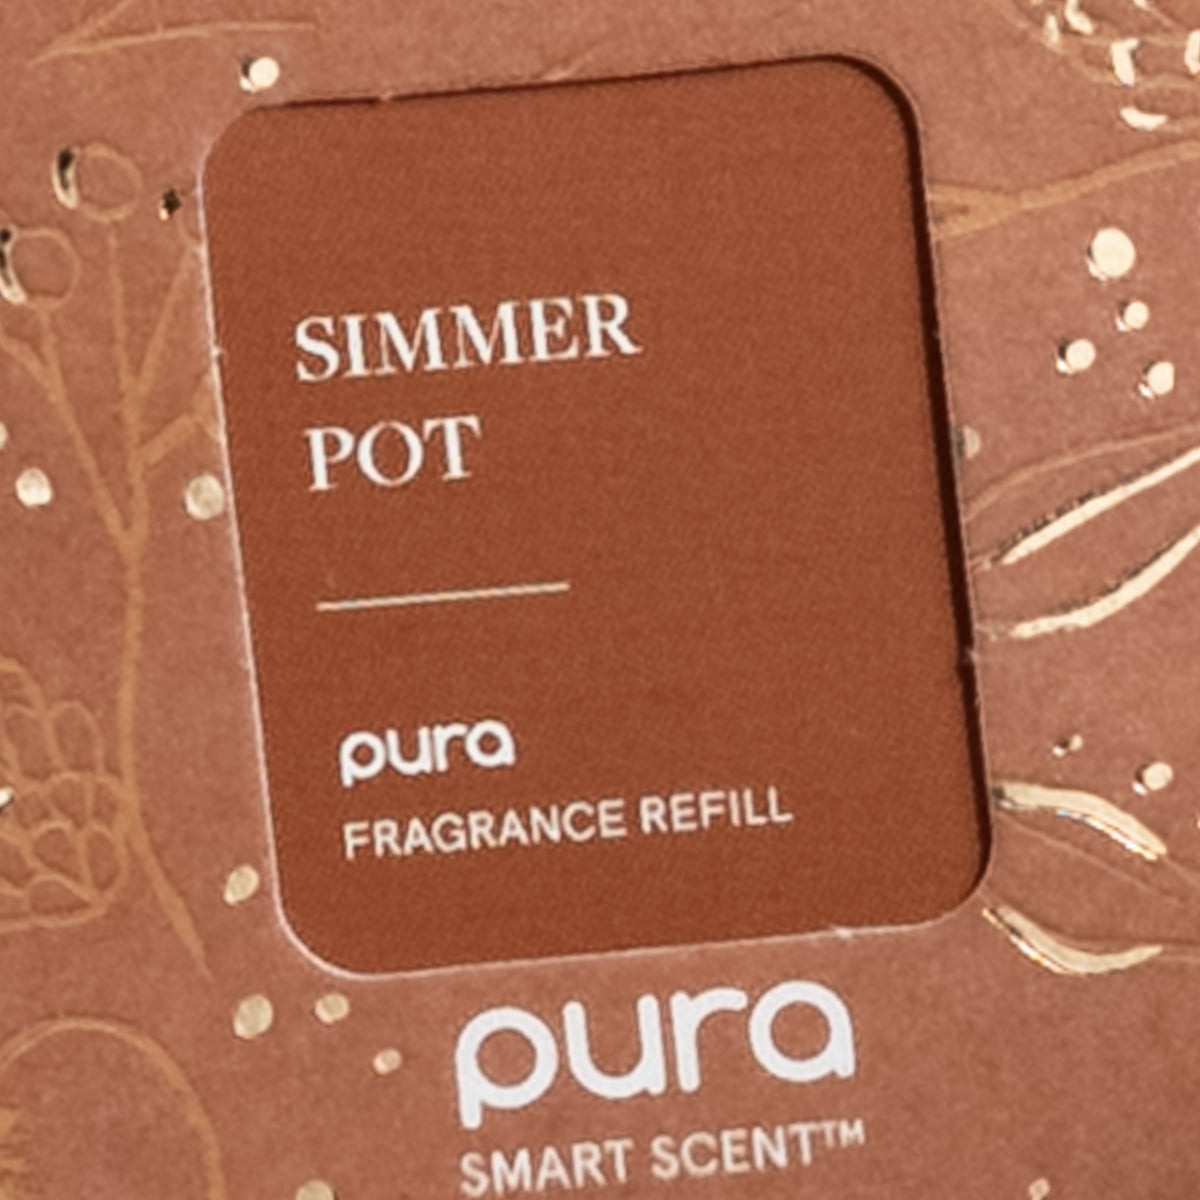 SIMMER
POT
pura
FRAGRANCE REFILL
pura
SMART SCENT™